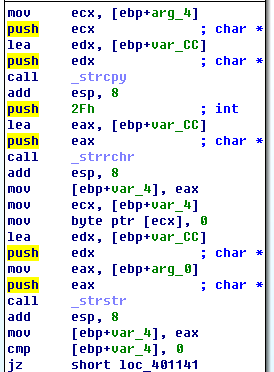 mov ecx, [ebp+arg_4]
push ecx ; char *
lea edx, [ebp+var_CC]
push edx ; char *
call _strcpy
add esp, 8
push 2Fh ; int
lea eax, [ebp+var_CC]
push eax ; char *
call _strrchr
add esp, 8
mov [ebp+var_4], eax
mov ecx, [ebp+var_4]
mov byte ptr [ecx], 0
lea edx, [ebp+var_CC]
push edx ; char *
mov eax, [ebp+arg_0]
push eax ; char *
call _strstr
add esp, 8
mov [ebp+var_4], eax
cmp [ebp+var_4], 0
jz short loc_401141